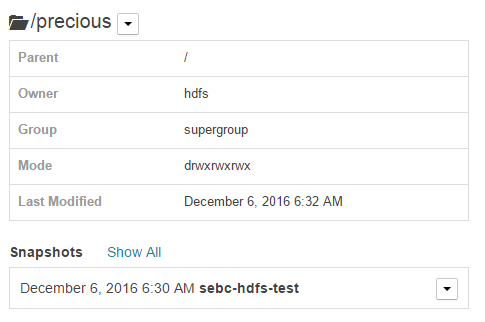 /precious
Parent /
Owner hdfs
Group supergroup
Mode drwxrwxrwx
Last Modified December 6, 2016 6:32 AM
Snapshots Show All
December 6, 2016 6:30 AM sebc-hdfs-test